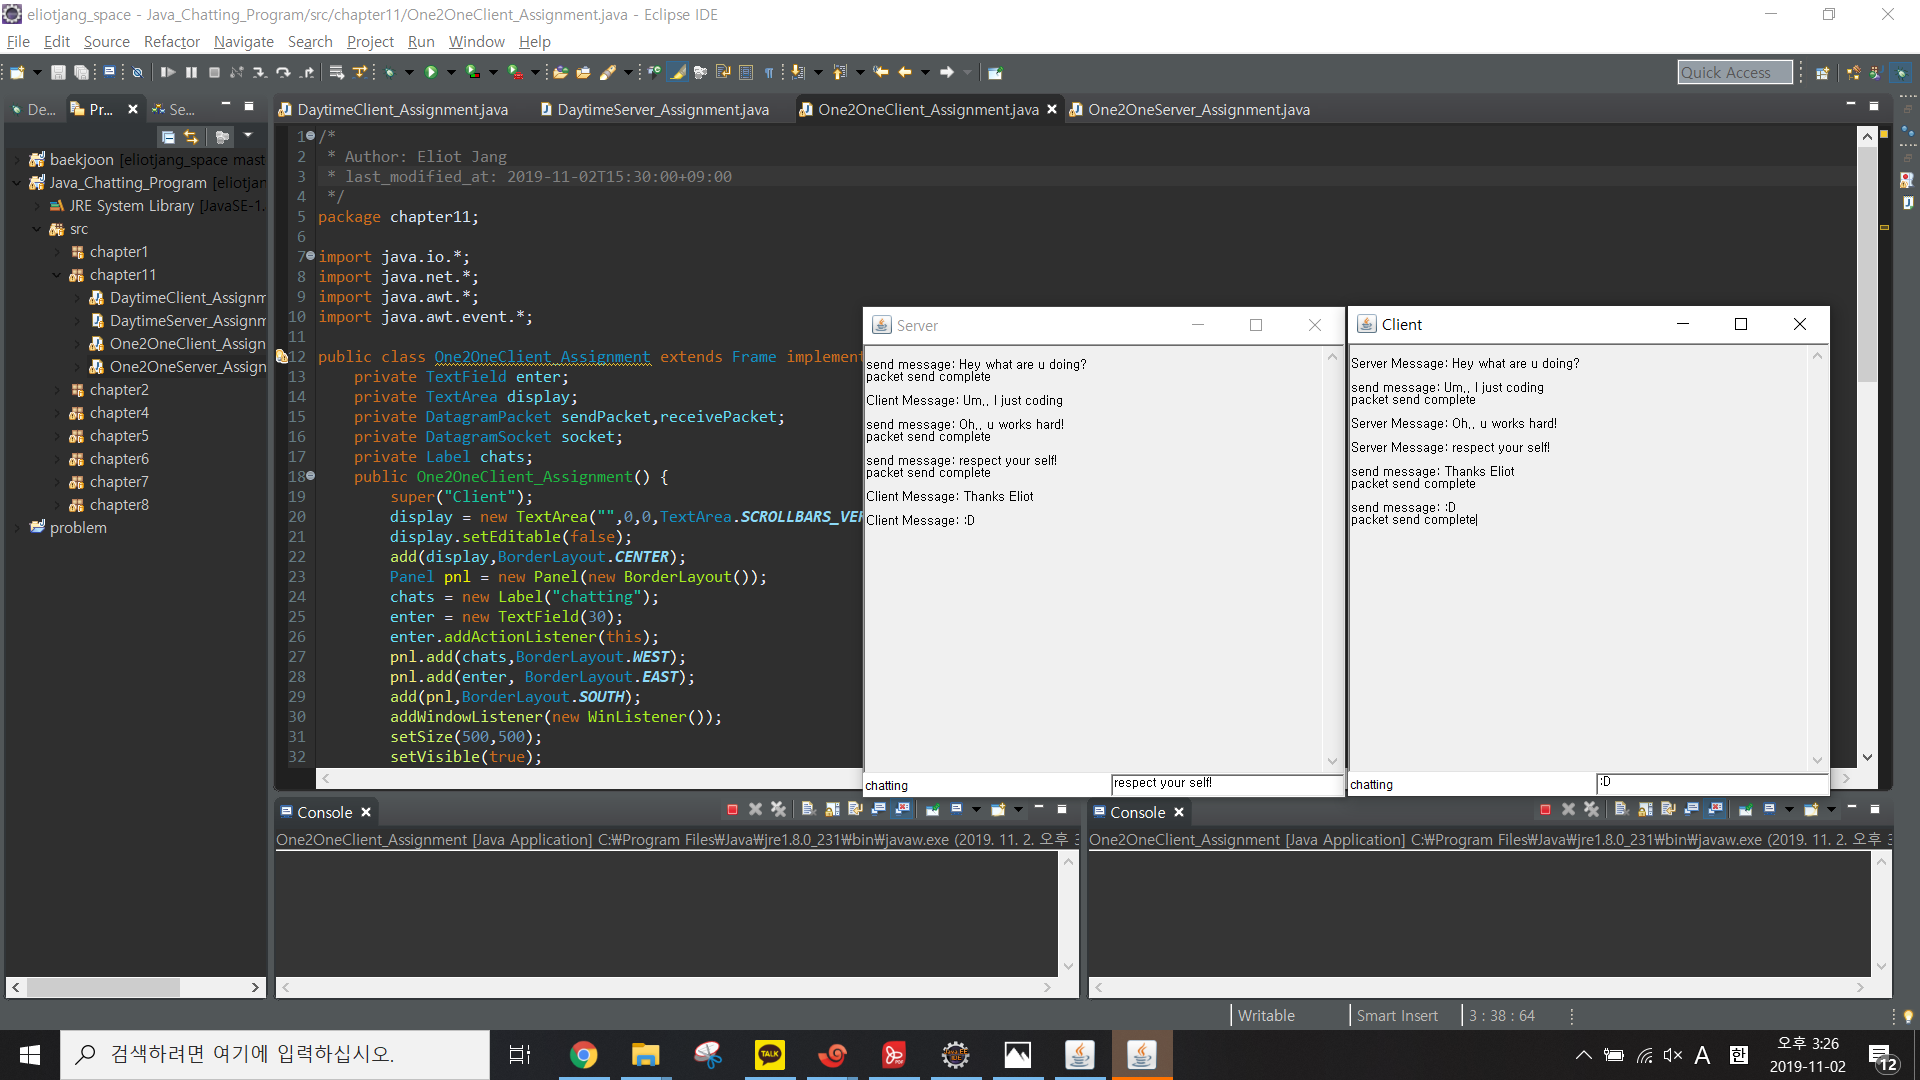 eliotjang_space - Java_Chatting_Program/src/chapter11/One2OneClient_Assignment.java - Eclipse IDE
File Edit Source Refactor Navigate Search Project Run Window Help
Quick Access
De... Pr... Se...
DaytimeClient_Assignment.java DaytimeServer_Assignment.java One2OneClient_Assignment.java One2OneServer_Assignment.java
baekjoon [eliotjang_space mast
Java_Chatting_Program [eliotjar
JRE System Library [JavaSE-1.
src
chapter1
chapter11
DaytimeClient_Assignm
DaytimeServer_Assignm
One2OneClient_Assign
One2OneServer_Assign
chapter2
chapter4
chapter5
chapter6
chapter7
chapter8
problem
1 /*
2 * Author: Eliot Jang
3 * last_modified_at: 2019-11-02T15:30:00+09:00
4 */
5 package chapter11;
6
7 import java.io.*;
8 import java.net.*;
9 import java.awt.*;
10 import java.awt.event.*;
11
12 public class One2OneClient_Assignment extends Frame implement
13 private TextField enter;
14 private TextArea display;
15 private DatagramPacket sendPacket,receivePacket;
16 private DatagramSocket socket;
17 private Label chats;
18 public One2OneClient_Assignment() {
19 super("Client");
20 display = new TextArea("",0,0,TextArea.SCROLLBARS_VER
21 display.setEditable(false);
22 add(display,BorderLayout.CENTER);
23 Panel pnl = new Panel(new BorderLayout());
24 chats = new Label("chatting");
25 enter = new TextField(30);
26 enter.addActionListener(this);
27 pnl.add(chats,BorderLayout.WEST);
28 pnl.add(enter, BorderLayout.EAST);
29 add(pnl,BorderLayout.SOUTH);
30 addWindowListener(new WinListener());
31 setSize(500,500);
32 setVisible(true);
Server
send message: Hey what are u doing?
packet send complete
Client Message: Um.. I just coding
send message: Oh.. u works hard!
packet send complete
send message: respect your self!
packet send complete
Client Message: Thanks Eliot
Client Message: :D
chatting respect your self!
Client
Server Message: Hey what are u doing?
send message: Um.. I just coding
packet send complete
Server Message: Oh.. u works hard!
Server Message: respect your self!
send message: Thanks Eliot
packet send complete
send message: :D
packet send complete
chatting :D
Console
One2OneClient_Assignment [Java Application] C:₩Program Files₩Java₩jre1.8.0_231₩bin₩javaw.exe (2019. 11. 2. 오후 3
Console
One2OneClient_Assignment [Java Application] C:₩Program Files₩Java₩jre1.8.0_231₩bin₩javaw.exe (2019. 11. 2. 오후 3
Writable Smart Insert 3 : 38 : 64
검색하려면 여기에 입력하십시오.
TALK
A 한
오후 3:26
2019-11-02
12